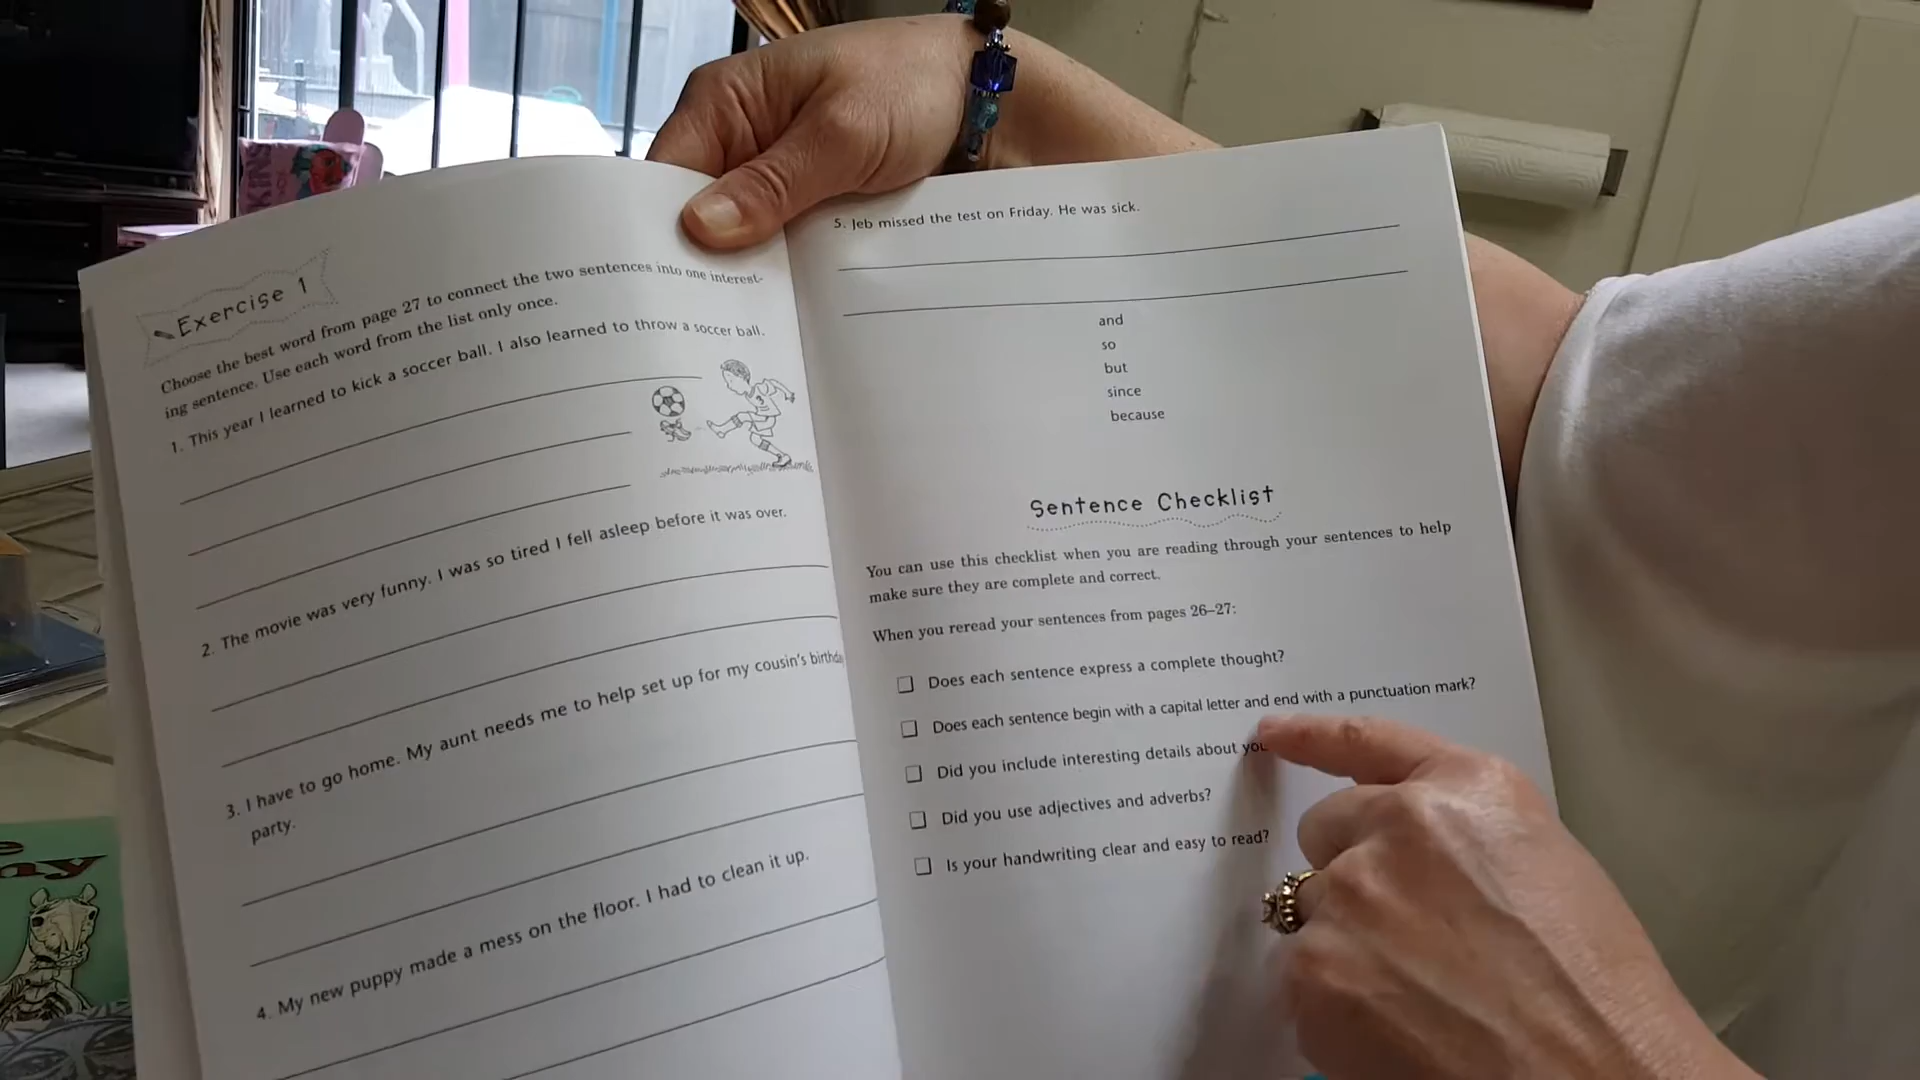 Exercise 1
Choose the best word from page 27 to connect the two sentences into one interest-
ing sentence. Use each word from the list only once.
1. This year I learned to kick a soccer ball. I also learned to throw a soccer ball.
2. The movie was very funny. I was so tired I fell asleep before it was over.
3. I have to go home. My aunt needs me to help set up for my cousin's birthday
party.
4. My new puppy made a mess on the floor. I had to clean it up.
5. Jeb missed the test on Friday. He was sick.
and
so
but
since
because
Sentence Checklist
You can use this checklist when you are reading through your sentences to help
make sure they are complete and correct.
When you reread your sentences from pages 26–27:
Does each sentence express a complete thought?
Does each sentence begin with a capital letter and end with a punctuation mark?
Did you include interesting details about
Did you use adjectives and adverbs?
Is your handwriting clear and easy to read?